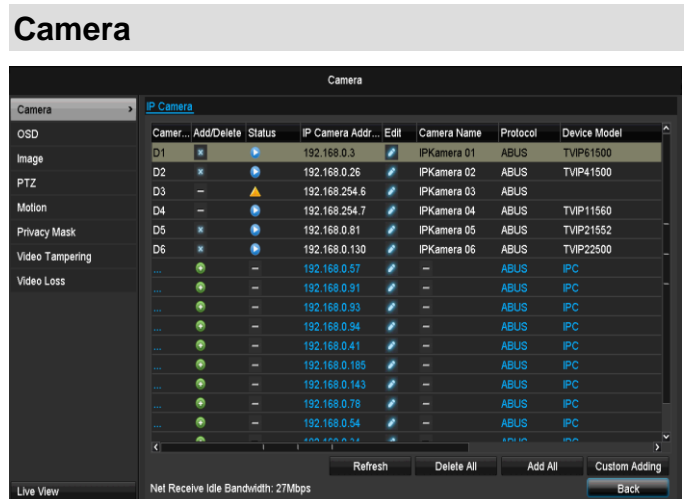 Camera
Camera
Camera
OSD
Image
PTZ
Motion
Privacy Mask
Video Tampering
Video Loss
Live View
IP Camera
Camer... Add/Delete Status IP Camera Addr... Edit Camera Name Protocol Device Model
D1 192.168.0.3 IPKamera 01 ABUS TVIP61500
D2 192.168.0.26 IPKamera 02 ABUS TVIP41500
D3 – 192.168.254.6 IPKamera 03 ABUS
D4 – 192.168.254.7 IPKamera 04 ABUS TVIP11560
D5 192.168.0.81 IPKamera 05 ABUS TVIP21552
D6 192.168.0.130 IPKamera 06 ABUS TVIP22500
... – 192.168.0.57 – ABUS IPC
... – 192.168.0.91 – ABUS IPC
... – 192.168.0.93 – ABUS IPC
... – 192.168.0.94 – ABUS IPC
... – 192.168.0.41 – ABUS IPC
... – 192.168.0.185 – ABUS IPC
... – 192.168.0.143 – ABUS IPC
... – 192.168.0.78 – ABUS IPC
... – 192.168.0.54 – ABUS IPC
Refresh Delete All Add All Custom Adding
Net Receive Idle Bandwidth: 27Mbps
Back